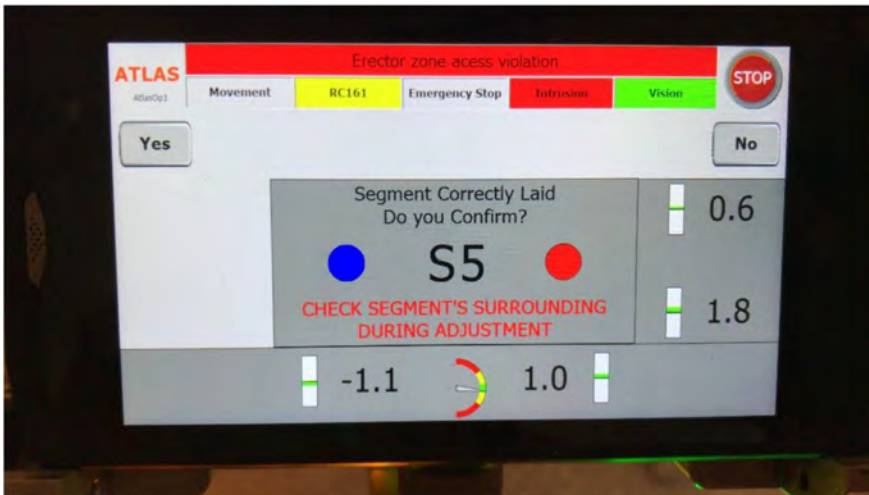 Erector zone acess violation
ATLAS
AtlasOp1
Movement RC161 Emergency Stop Intrusion Vision
STOP
Yes
No
Segment Correctly Laid
Do you Confirm?
S5
CHECK SEGMENT'S SURROUNDING
DURING ADJUSTMENT
0.6
1.8
-1.1
1.0